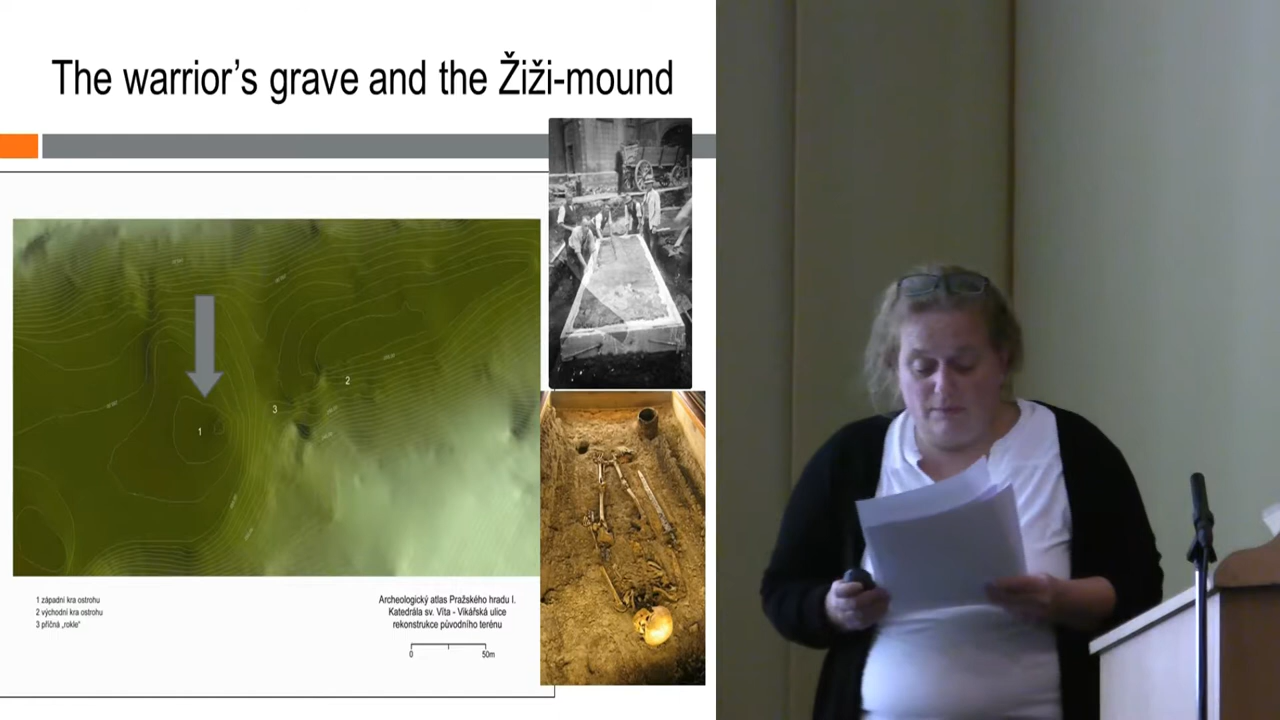 The warrior's grave and the Žiži-mound
1
2
3
1 západní kra ostrohu
2 východní kra ostrohu
3 příčná „rokle"
Archeologický atlas Pražského hradu I.
Katedrála sv. Víta - Vikářská ulice
rekonstrukce původního terénu
0 50m